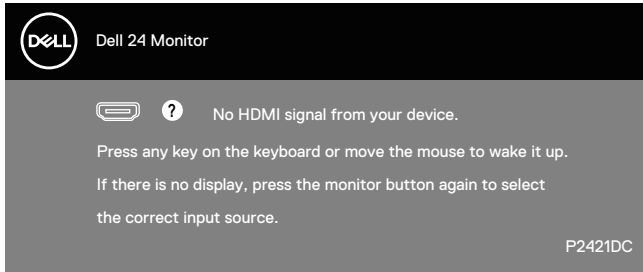 DELL
Dell 24 Monitor
? No HDMI signal from your device.
Press any key on the keyboard or move the mouse to wake it up.
If there is no display, press the monitor button again to select
the correct input source.
P2421DC